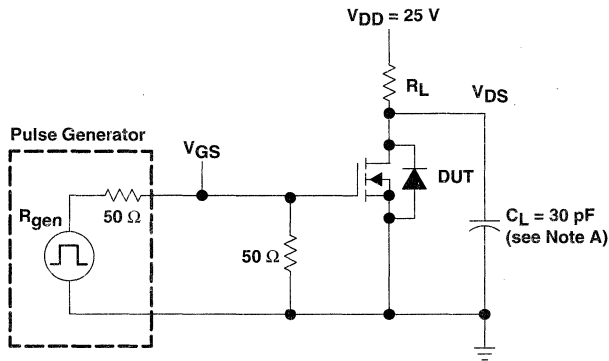 VDD = 25 V
RL
VDS
Pulse Generator
VGS
Rgen
50 Ω
DUT
50 Ω
CL = 30 pF
(see Note A)